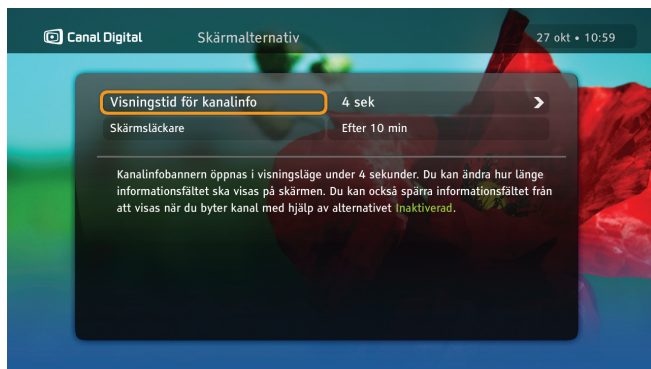 Canal Digital Skärmalternativ 27 okt • 10:59
Visningstid för kanalinfo 4 sek
Skärmsläckare Efter 10 min
Kanalinfobannern öppnas i visningsläge under 4 sekunder. Du kan ändra hur länge
informationsfältet ska visas på skärmen. Du kan också spärra informationsfältet från
att visas när du byter kanal med hjälp av alternativet Inaktiverad.